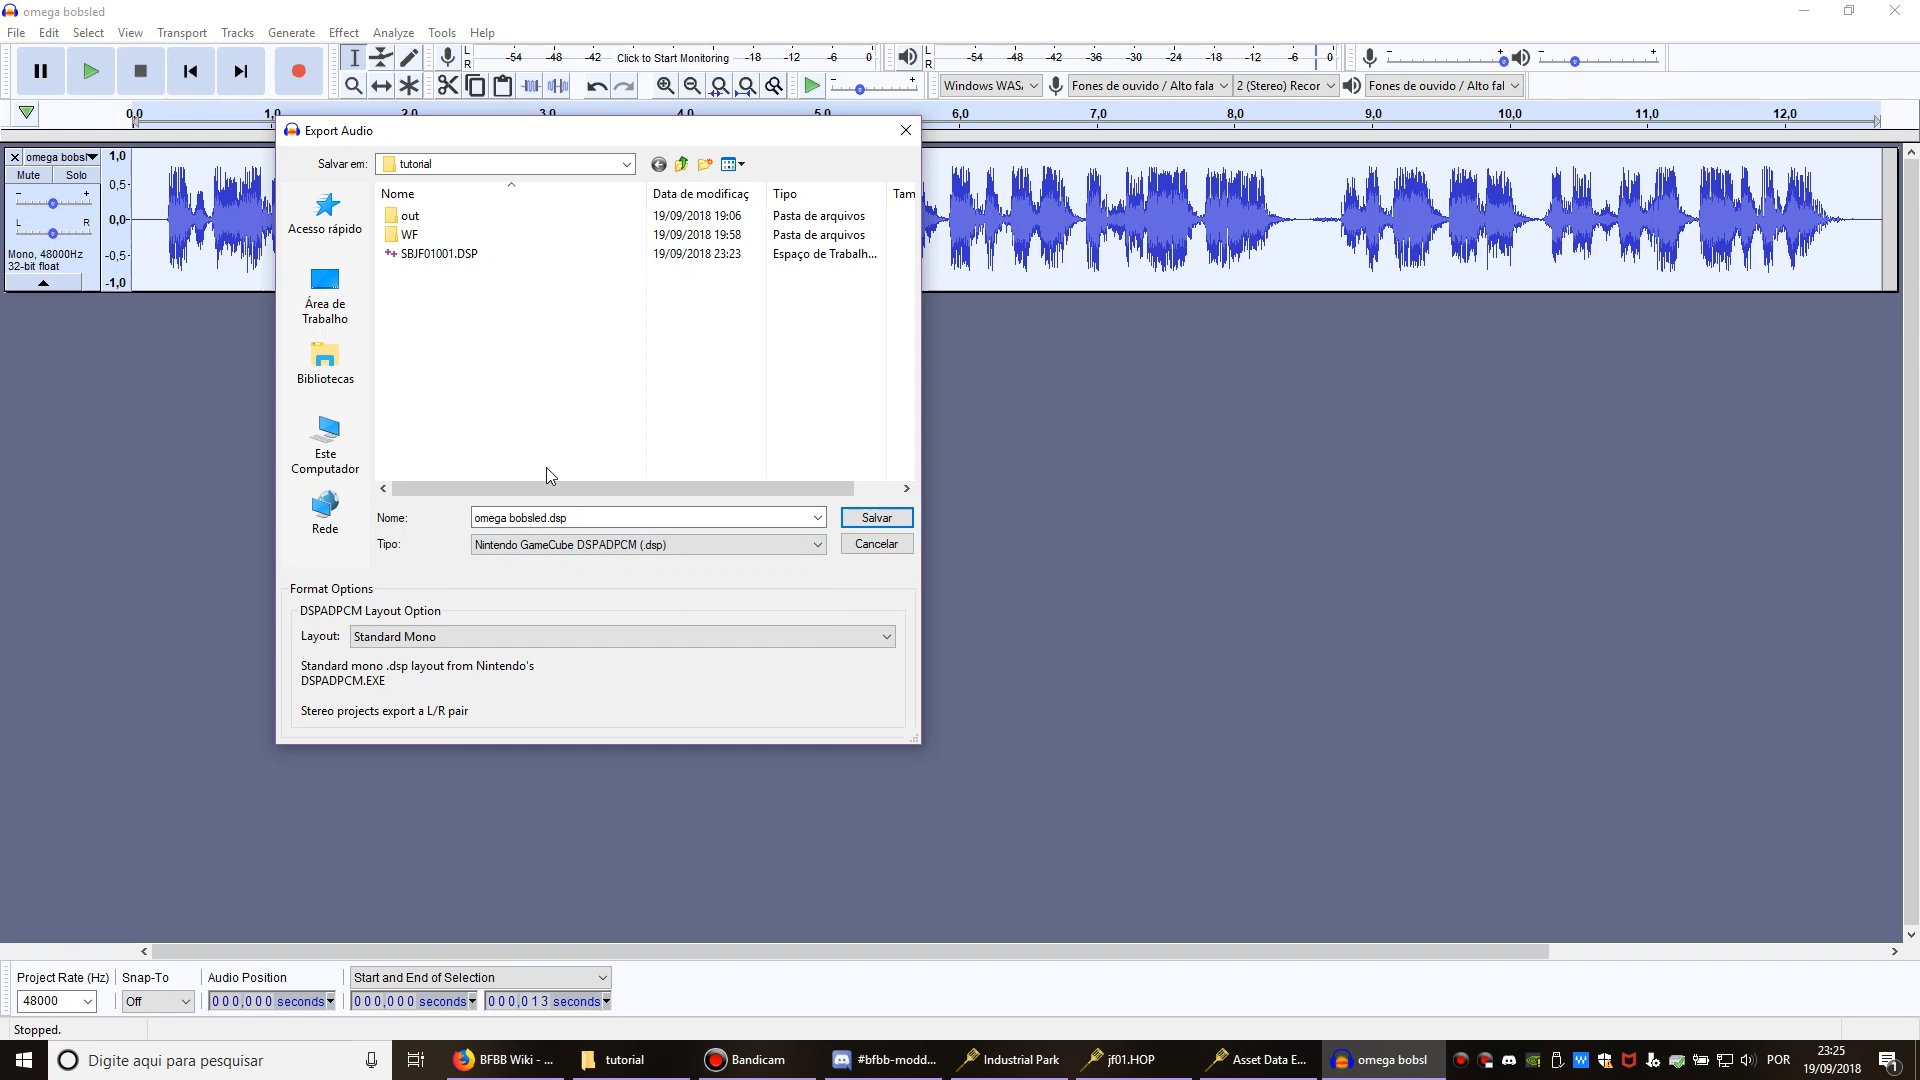 omega bobsled
File Edit Select View Transport Tracks Generate Effect Analyze Tools Help
L R -54 -48 -42 Click to Start Monitoring -18 -12 -6 0 L R -54 -48 -42 -36 -30 -24 -18 -12 -6 0
Windows WAS. Fones de ouvido / Alto fala 2 (Stereo) Recor Fones de ouvido / Alto fal
0,0 1,0 2,0 3,0 4,0 5,0 6,0 7,0 8,0 9,0 10,0 11,0 12,0
omega bobsl
Mute Solo
- +
L R
Mono, 48000Hz
32-bit float
1,0
0,5-
0,0-
-0,5-
-1,0
Export Audio
Salvar em: tutorial
Acesso rápido
Área de
Trabalho
Bibliotecas
Este
Computador
Rede
Nome Data de modificaç Tipo Tam
out 19/09/2018 19:06 Pasta de arquivos
WF 19/09/2018 19:58 Pasta de arquivos
SBJF01001.DSP 19/09/2018 23:23 Espaço de Trabalh...
Nome: omega bobsled.dsp Salvar
Tipo: Nintendo GameCube DSPADPCM (.dsp) Cancelar
Format Options
DSPADPCM Layout Option
Layout: Standard Mono
Standard mono .dsp layout from Nintendo's
DSPADPCM.EXE
Stereo projects export a L/R pair
Project Rate (Hz) Snap-To Audio Position Start and End of Selection
48000 Off 0 0 0 , 0 0 0 seconds 0 0 0 , 0 0 0 seconds 0 0 0 , 0 1 3 seconds
Stopped.
Digite aqui para pesquisar BFBB Wiki - ... tutorial Bandicam #bfbb-modd... Industrial Park jf01.HOP Asset Data E... omega bobsl POR 23:25
19/09/2018
1